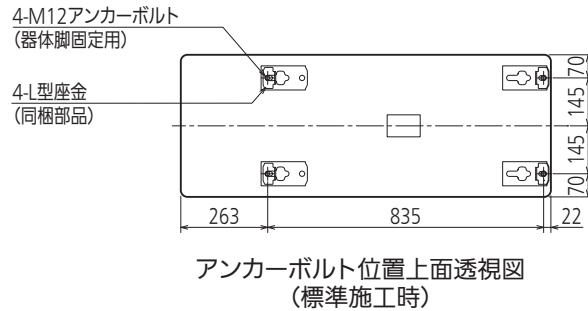 4-M12アンカーボルト
(器体脚固定用)
4-L型座金
(同梱部品)
70
145
145
70
263
835
22
アンカーボルト位置上面透視図
(標準施工時)